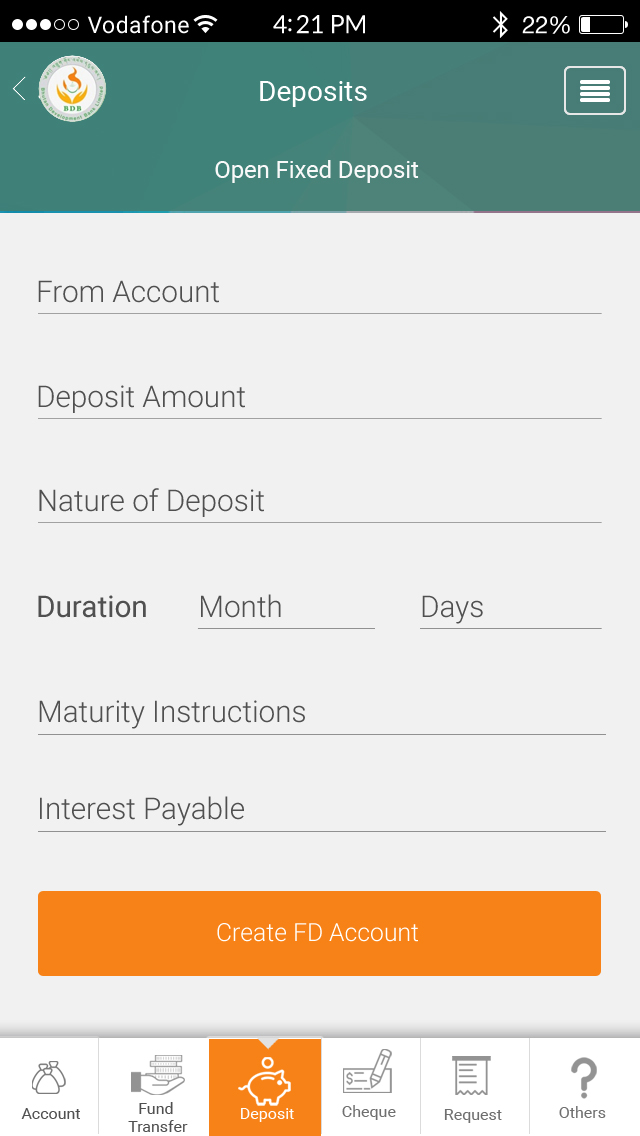 Vodafone 4:21 PM 22%
BDB
Deposits
Open Fixed Deposit
From Account
Deposit Amount
Nature of Deposit
Duration Month Days
Maturity Instructions
Interest Payable
Create FD Account
Account
Fund
Transfer
Deposit
Cheque
Request
Others